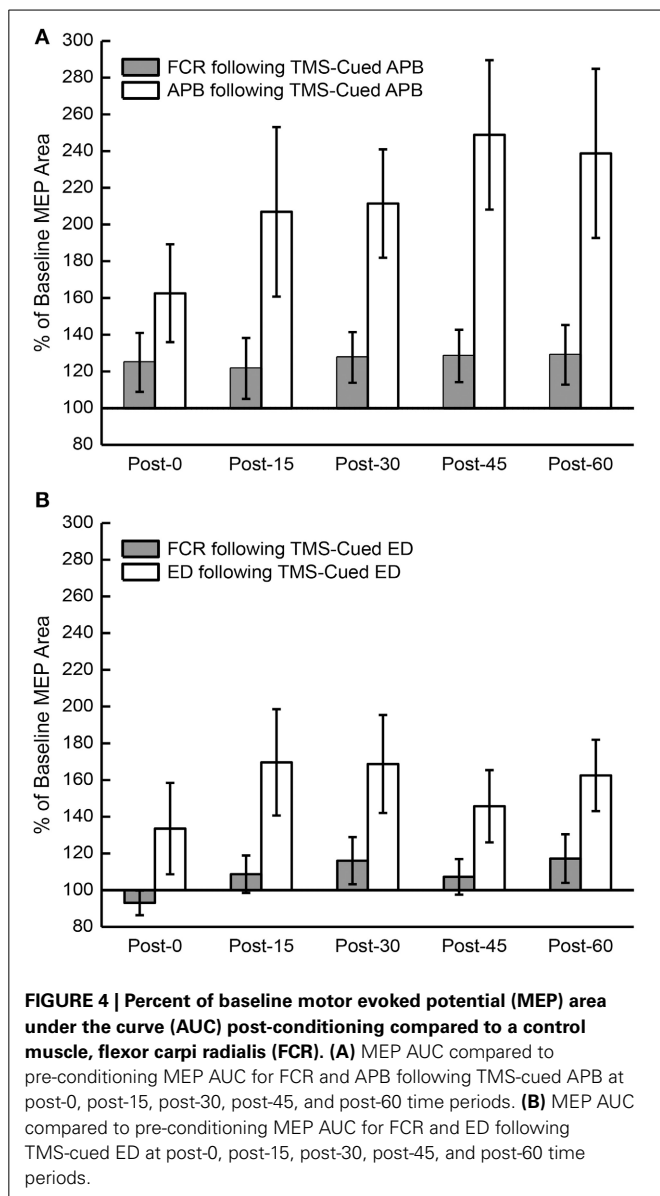 A
300
280
260
240
220
200
180
160
140
120
100
80
% of Baseline MEP Area
FCR following TMS-Cued APB
APB following TMS-Cued APB
Post-0 Post-15 Post-30 Post-45 Post-60
B
300
280
260
240
220
200
180
160
140
120
100
80
% of Baseline MEP Area
FCR following TMS-Cued ED
ED following TMS-Cued ED
Post-0 Post-15 Post-30 Post-45 Post-60
FIGURE 4 | Percent of baseline motor evoked potential (MEP) area
under the curve (AUC) post-conditioning compared to a control
muscle, flexor carpi radialis (FCR). (A) MEP AUC compared to
pre-conditioning MEP AUC for FCR and APB following TMS-cued APB at
post-0, post-15, post-30, post-45, and post-60 time periods. (B) MEP AUC
compared to pre-conditioning MEP AUC for FCR and ED following
TMS-cued ED at post-0, post-15, post-30, post-45, and post-60 time
periods.